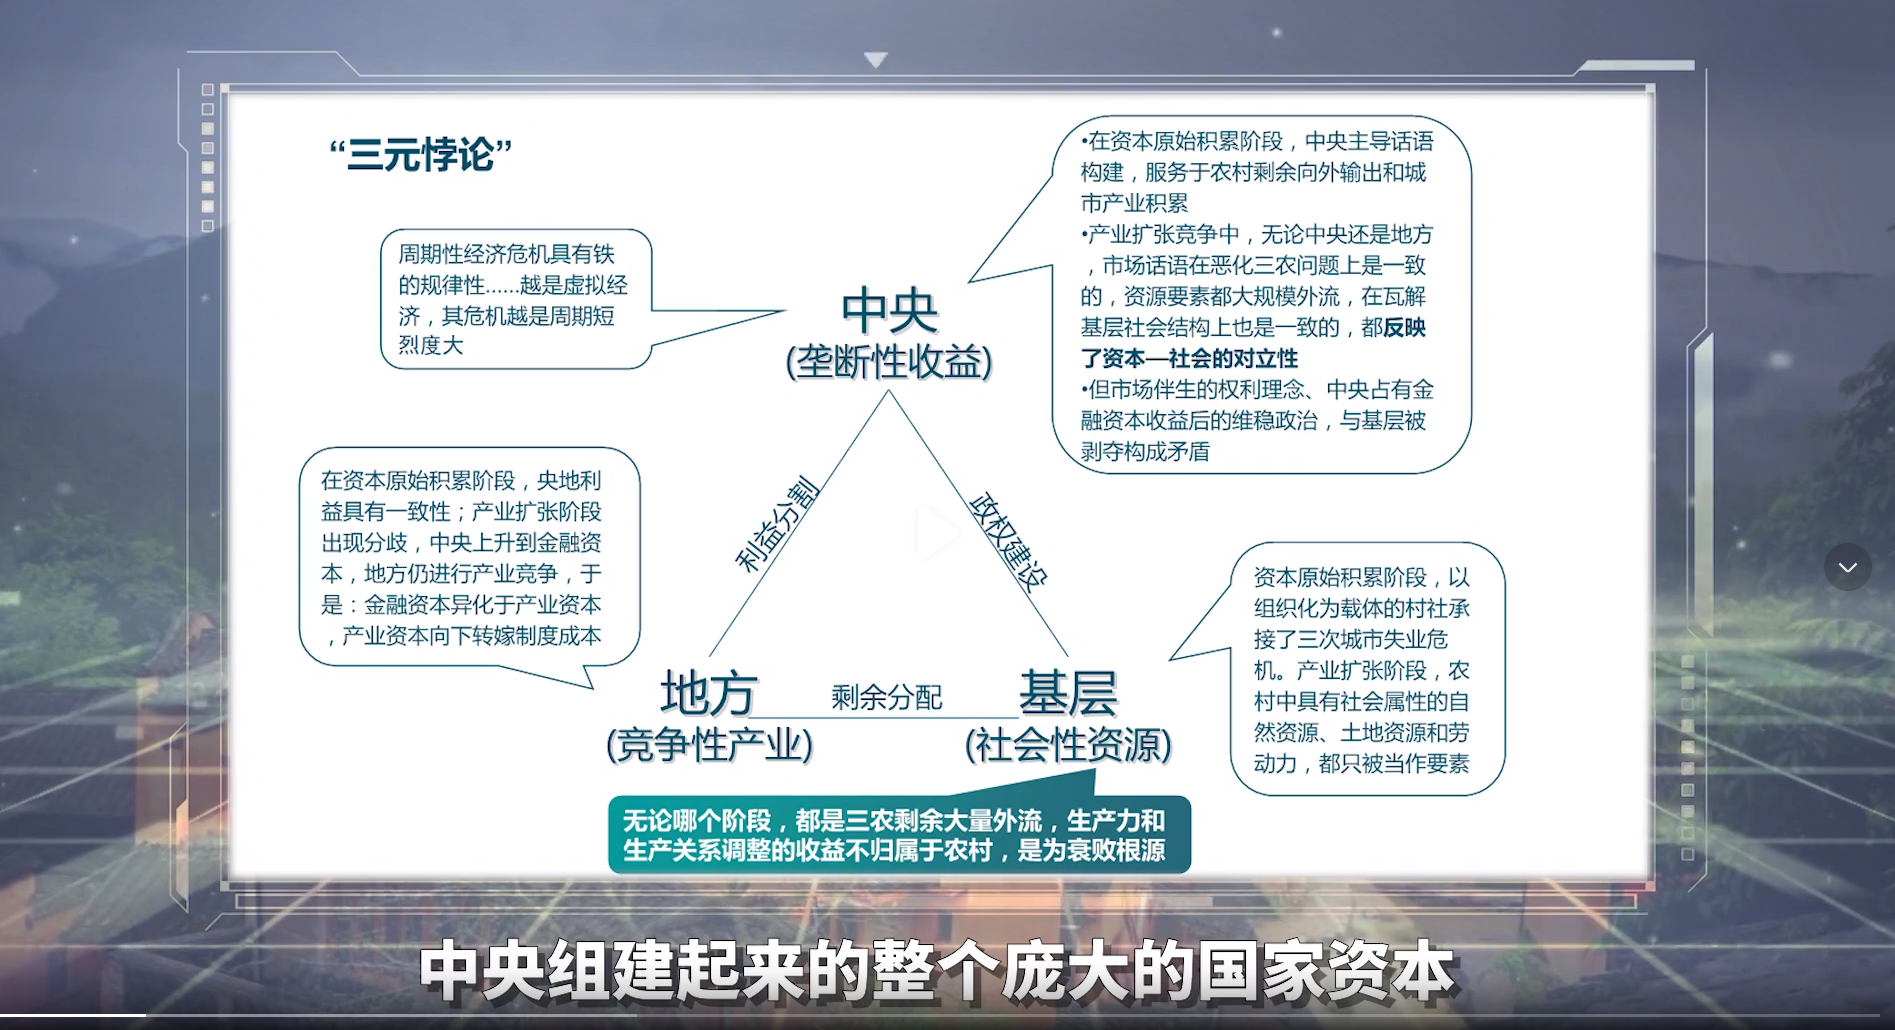 “三元悖论”
周期性经济危机具有铁
的规律性......越是虚拟经
济，其危机越是周期短
烈度大
•在资本原始积累阶段，中央主导话语
构建，服务于农村剩余向外输出和城
市产业积累
•产业扩张竞争中，无论中央还是地方
，市场话语在恶化三农问题上是一致
的，资源要素都大规模外流，在瓦解
基层社会结构上也是一致的，都反映
了资本—社会的对立性
•但市场伴生的权利理念、中央占有金
融资本收益后的维稳政治，与基层被
剥夺构成矛盾
中央
(垄断性收益)
在资本原始积累阶段，央地利
益具有一致性；产业扩张阶段
出现分歧，中央上升到金融资
本，地方仍进行产业竞争，于
是：金融资本异化于产业资本
，产业资本向下转嫁制度成本
利益分割
政权建设
资本原始积累阶段，以
组织化为载体的村社承
接了三次城市失业危
机。产业扩张阶段，农
村中具有社会属性的自
然资源、土地资源和劳
动力，都只被当作要素
地方
(竞争性产业)
剩余分配
基层
(社会性资源)
无论哪个阶段，都是三农剩余大量外流，生产力和
生产关系调整的收益不归属于农村，是为衰败根源
中央组建起来的整个庞大的国家资本